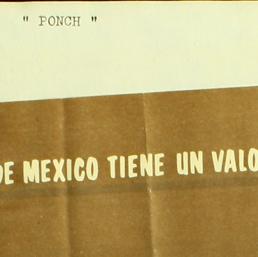 " PONCH "
DE MEXICO TIENE UN VALO